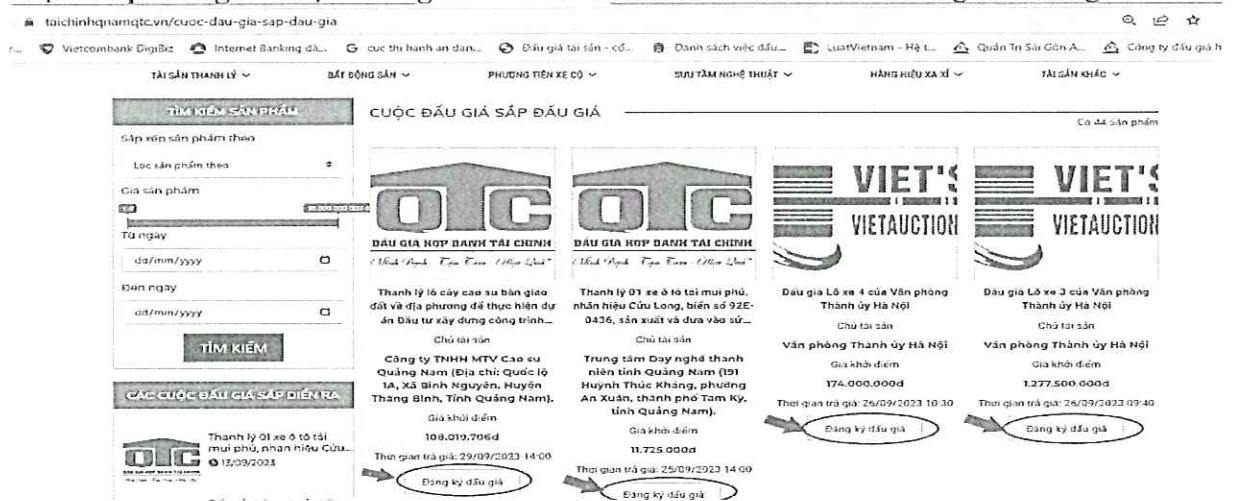 taichinhqnamqtc.vn/cuoc-dau-gia-sap-dau-gia
Vietcombank DigiBiz
Internet Banking dà...
cục thi hanh an dan...
Đấu giá tài sản - cổ...
Danh sách việc đấu...
LuatVietnam - Hệ t...
Quán Tri Sài Gòn A...
Công ty đấu giá h
TÀI SẢN THANH LÝ
BẤT ĐỘNG SẢN
PHƯƠNG TIỆN XE CỘ
SƯU TẦM NGHỆ THUẬT
HÀNG HIỆU XA XỈ
TÀI SẢN KHÁC
TÌM KIẾM SẢN PHẨM
Sắp xếp sản phẩm theo
Lọc sản phẩm theo
Giá sản phẩm
Từ ngày
dd/mm/yyyy
Đến ngày
dd/mm/yyyy
TÌM KIẾM
CÁC CUỘC ĐẤU GIÁ SẮP DIỄN RA
QTC
Thanh lý 01 xe ô tô tải
mui phủ, nhãn hiệu Cửu...
13/09/2023
CUỘC ĐẤU GIÁ SẮP ĐẤU GIÁ
Có 44 sản phẩm
QTC
ĐẤU GIÁ HỢP DANH TÀI CHINH
Thanh lý lô cây cao su bàn giao
đất về địa phương để thực hiện dự
án Đầu tư xây dựng công trình...
Chủ tài sản
Công ty TNHH MTV Cao su
Quảng Nam (Địa chỉ: Quốc lộ
1A, Xã Bình Nguyên, Huyện
Thăng Bình, Tỉnh Quảng Nam).
Giá khởi điểm
108.019.706đ
Thời gian trả giá: 29/09/2023 14:00
Đăng ký đấu giá
QTC
ĐẤU GIÁ HỢP DANH TÀI CHINH
Thanh lý 01 xe ô tô tải mui phủ,
nhãn hiệu Cửu Long, biển số 92E-
0436, sản xuất và đưa vào sử...
Chủ tài sản
Trung tâm Dạy nghề thanh
niên tỉnh Quảng Nam (191
Huỳnh Thúc Kháng, phường
An Xuân, thành phố Tam Kỳ,
tỉnh Quảng Nam).
Giá khởi điểm
11.725.000đ
Thời gian trả giá: 25/09/2023 14:00
Đăng ký đấu giá
VIET'S
VIETAUCTION
Đấu giá Lô xe 4 của Văn phòng
Thành ủy Hà Nội
Chủ tài sản
Văn phòng Thành ủy Hà Nội
Giá khởi điểm
174.000.000đ
Thời gian trả giá: 26/09/2023 10:30
Đăng ký đấu giá
VIET'S
VIETAUCTION
Đấu giá Lô xe 2 của Văn phòng
Thành ủy Hà Nội
Chủ tài sản
Văn phòng Thành ủy Hà Nội
Giá khởi điểm
1.277.500.000đ
Thời gian trả giá: 26/09/2023 09:40
Đăng ký đấu giá